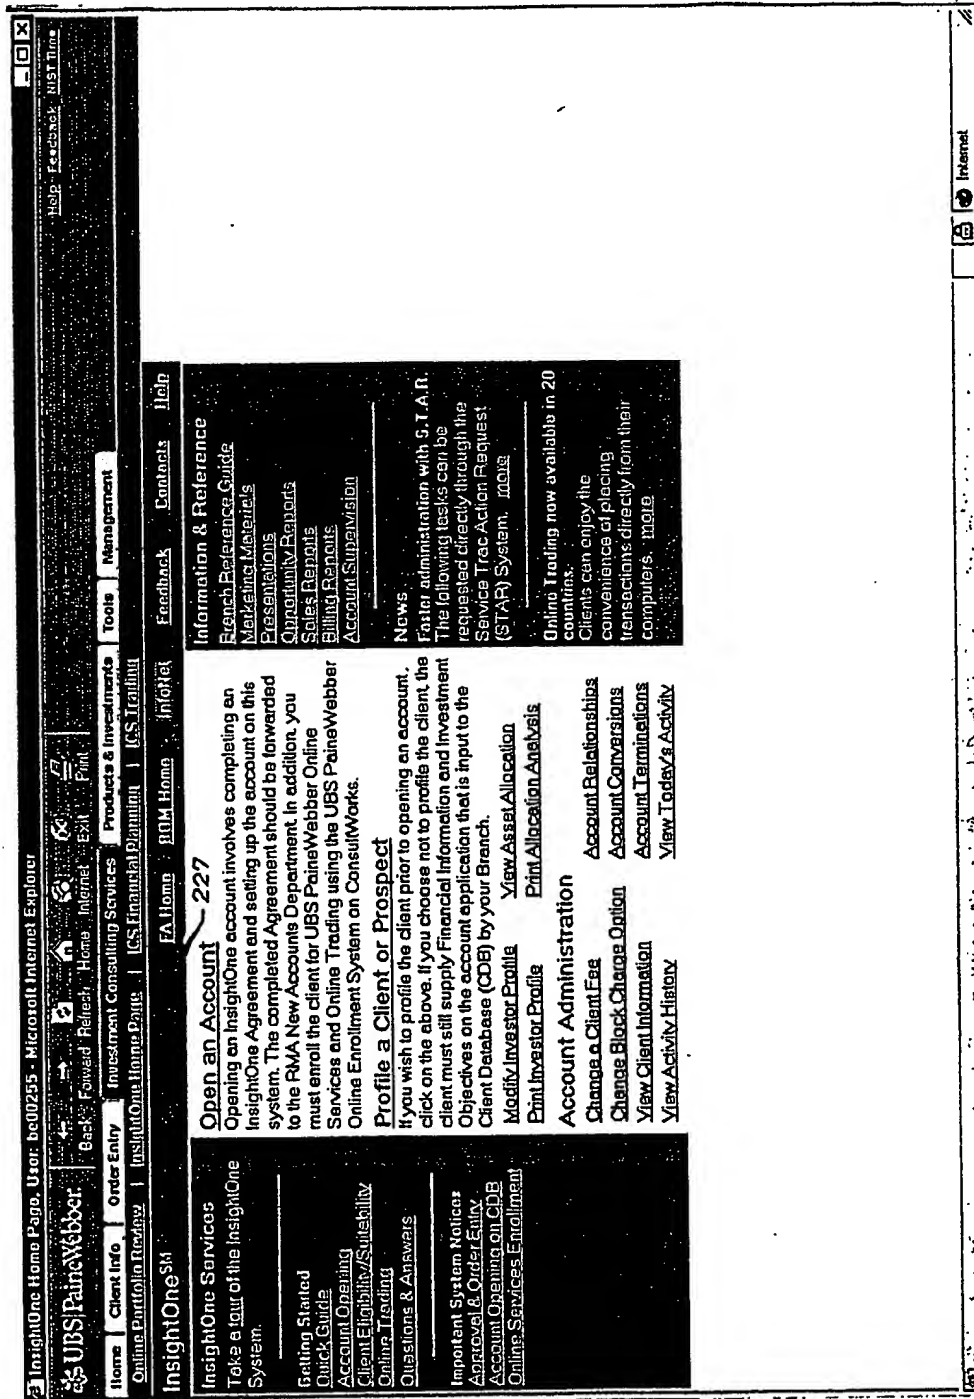 InsightOne Home Page, User: bc00255 - Microsoft Internet Explorer
UBS PaineWebber
Back Forward Refresh Home Internet Exit Print
Help Feedback NIST Time
Home Client Info Order Entry Investment Consulting Services Products & Investments Tools Management
Online Portfolio Review | InsightOne Home Page | ICS Financial Planning | ICS Trading
InsightOne SM
FA Home BOM Home InfoNet Feedback Contacts Help
InsightOne Services
Take a tour of the InsightOne
System.
Getting Started
Quick Guide
Account Opening
Client Eligibility/Suitability
Online Trading
Questions & Answers
Important System Notices
Approval & Order Entry
Account Opening on CDB
Online Services Enrollment
Open an Account
227
Opening an InsightOne account involves completing an
InsightOne Agreement and setting up the account on this
system. The completed Agreement should be forwarded
to the RMA New Accounts Department. In addition, you
must enroll the client for UBS PaineWebber Online
Services and Online Trading using the UBS PaineWebber
Online Enrollment System on ConsultWorks.
Profile a Client or Prospect
If you wish to profile the client prior to opening an account,
click on the above. If you choose not to profile the client, the
client must still supply Financial Information and Investment
Objectives on the account application that is input to the
Client Database (CDB) by your Branch.
Modify Investor Profile View Asset Allocation
Print Investor Profile Print Allocation Analysis
Account Administration
Change a Client Fee Account Relationships
Change Block Charge Option Account Conversions
View Client Information Account Terminations
View Activity History View Today's Activity
Information & Reference
French Reference Guide
Marketing Materials
Presentations
Opportunity Reports
Sales Reports
Billing Reports
Account Supervision
News
Faster administration with S.T.A.R.
The following tasks can be
requested directly through the
Service Trac Action Request
(STAR) System. more
Online Trading now available in 20
countries.
Clients can enjoy the
convenience of placing
transactions directly from their
computers. more
Internet